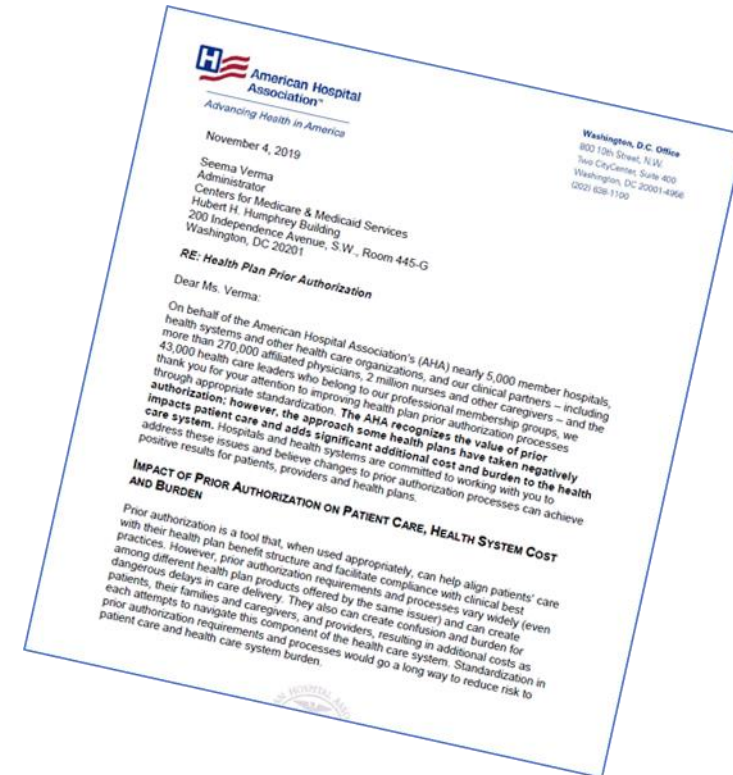 American Hospital
Association™
Advancing Health in America
Washington, D.C. Office
800 10th Street, N.W.
Two CityCenter, Suite 400
Washington, DC 20001-4956
(202) 638-1100
November 4, 2019
Seema Verma
Administrator
Centers for Medicare & Medicaid Services
Hubert H. Humphrey Building
200 Independence Avenue, S.W., Room 445-G
Washington, DC 20201
RE: Health Plan Prior Authorization
Dear Ms. Verma:
On behalf of the American Hospital Association's (AHA) nearly 5,000 member hospitals,
health systems and other health care organizations, and our clinical partners – including
more than 270,000 affiliated physicians, 2 million nurses and other caregivers – and the
43,000 health care leaders who belong to our professional membership groups, we
thank you for your attention to improving health plan prior authorization processes
through appropriate standardization. The AHA recognizes the value of prior
authorization; however, the approach some health plans have taken negatively
impacts patient care and adds significant additional cost and burden to the health
care system. Hospitals and health systems are committed to working with you to
address these issues and believe changes to prior authorization processes can achieve
positive results for patients, providers and health plans.
IMPACT OF PRIOR AUTHORIZATION ON PATIENT CARE, HEALTH SYSTEM COST
AND BURDEN
Prior authorization is a tool that, when used appropriately, can help align patients' care
with their health plan benefit structure and facilitate compliance with clinical best
practices. However, prior authorization requirements and processes vary widely (even
among different health plan products offered by the same issuer) and can create
dangerous delays in care delivery. They also can create confusion and burden for
patients, their families and caregivers, and providers, resulting in additional costs as
each attempts to navigate this component of the health care system. Standardization in
prior authorization requirements and processes would go a long way to reduce risk to
patient care and health care system burden.